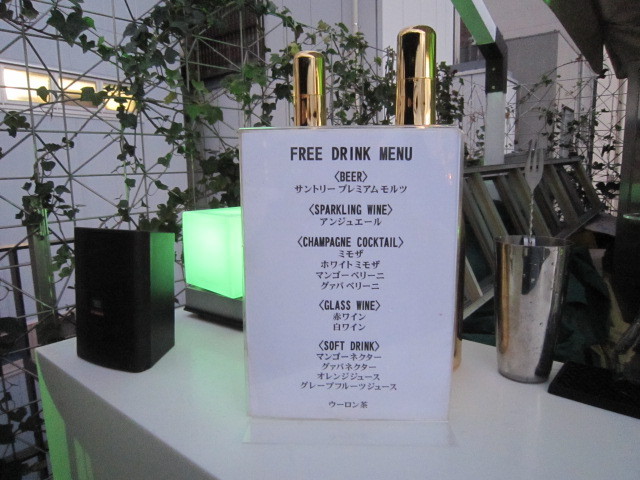 FREE DRINK MENU
〈BEER〉
サントリー プレミアムモルツ
〈SPARKLING WINE〉
アンジュエール
〈CHAMPAGNE COCKTAIL〉
ミモザ
ホワイトミモザ
マンゴーベリーニ
グァバベリーニ
〈GLASS WINE〉
赤ワイン
白ワイン
〈SOFT DRINK〉
マンゴーネクター
グァバネクター
オレンジジュース
グレープフルーツジュース
ウーロン茶